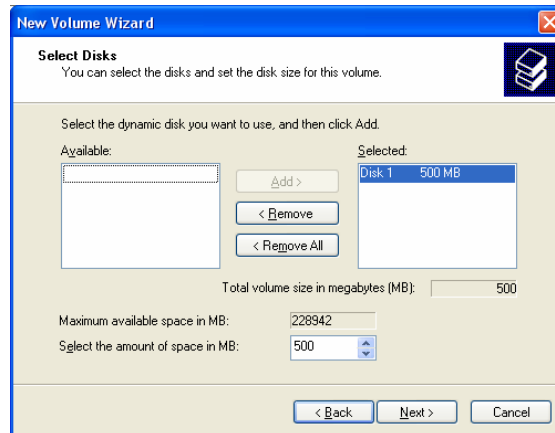 New Volume Wizard
Select Disks
You can select the disks and set the disk size for this volume.
Select the dynamic disk you want to use, and then click Add.
Available:
Selected:
Disk 1 500 MB
Add >
< Remove
< Remove All
Total volume size in megabytes (MB): 500
Maximum available space in MB: 228942
Select the amount of space in MB: 500
< Back Next > Cancel